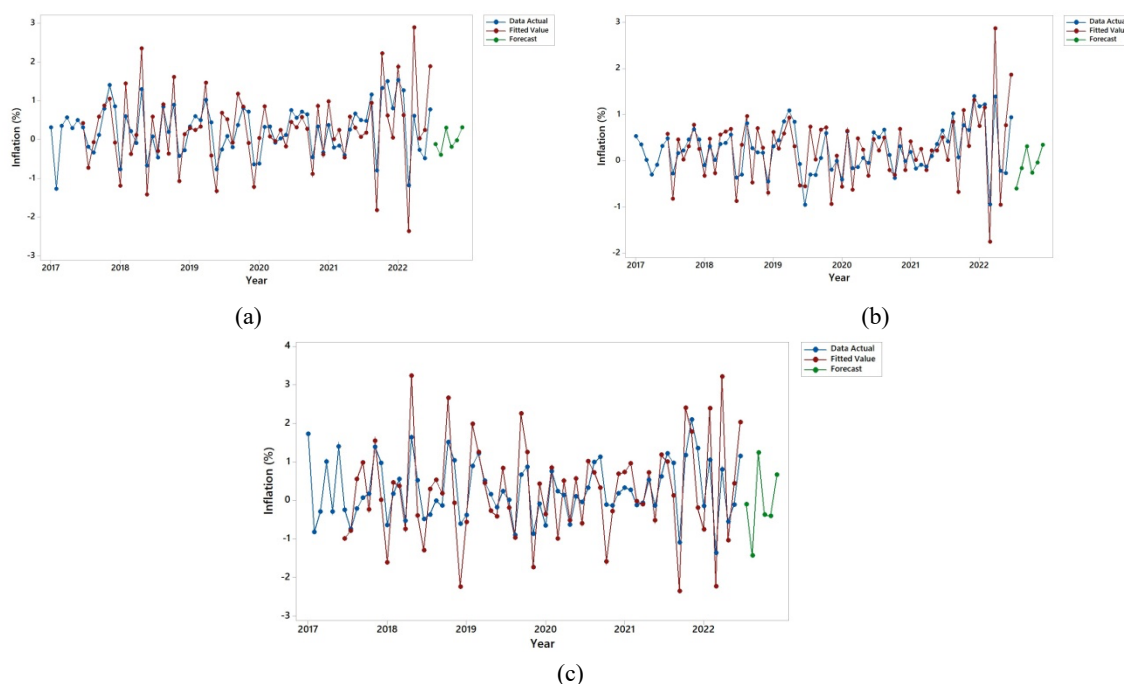 3
2
1
0
-1
-2
-3
Inflation (%)
2017 2018 2019 2020 2021 2022
Year
Data Actual
Fitted Value
Forecast
(a)
3
2
1
0
-1
-2
Inflation (%)
2017 2018 2019 2020 2021 2022
Year
Data Actual
Fitted Value
Forecast
(b)
4
3
2
1
0
-1
-2
-3
Inflation (%)
2017 2018 2019 2020 2021 2022
Year
Data Actual
Fitted Value
Forecast
(c)